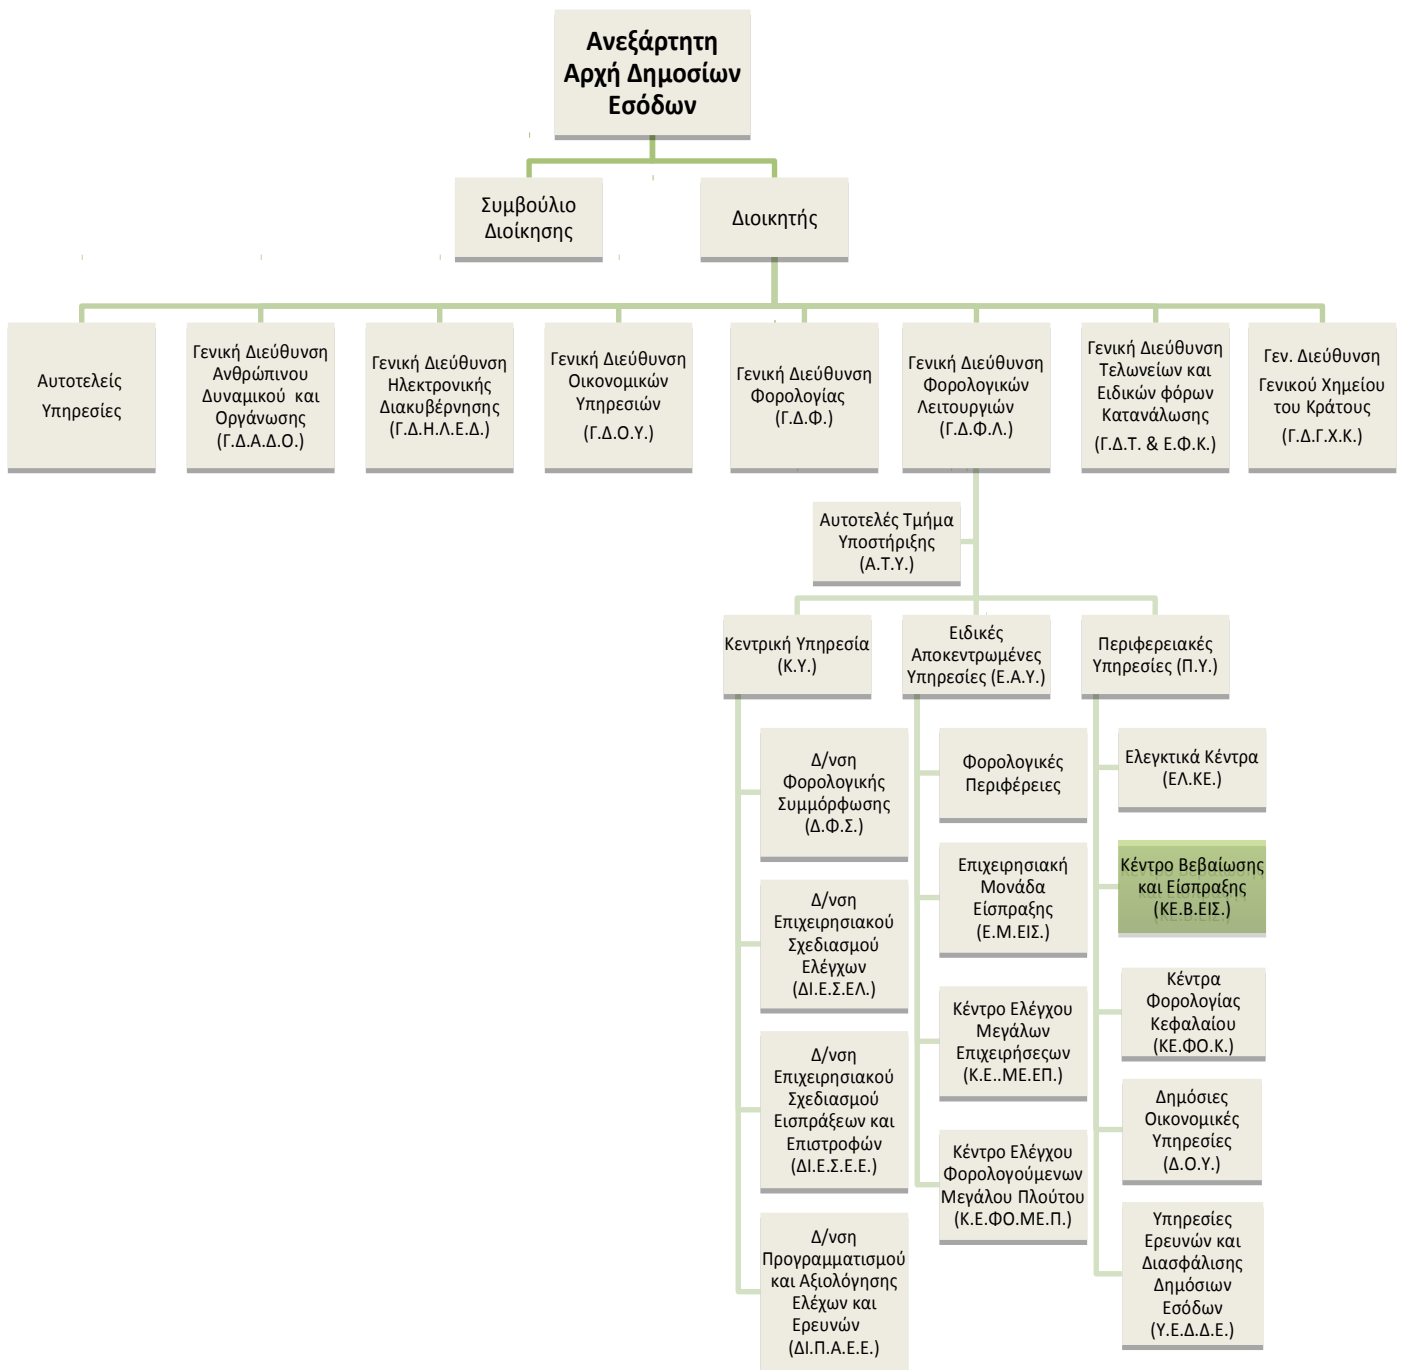 Ανεξάρτητη
Αρχή Δημοσίων
Εσόδων
Συμβούλιο
Διοίκησης
Διοικητής
Αυτοτελείς
Υπηρεσίες
Γενική Διεύθυνση
Ανθρώπινου
Δυναμικού και
Οργάνωσης
(Γ.Δ.Α.Δ.Ο.)
Γενική Διεύθυνση
Ηλεκτρονικής
Διακυβέρνησης
(Γ.Δ.Η.Λ.Ε.Δ.)
Γενική Διεύθυνση
Οικονομικών
Υπηρεσιών
(Γ.Δ.Ο.Υ.)
Γενική Διεύθυνση
Φορολογίας
(Γ.Δ.Φ.)
Γενική Διεύθυνση
Φορολογικών
Λειτουργιών
(Γ.Δ.Φ.Λ.)
Γενική Διεύθυνση
Τελωνείων και
Ειδικών φόρων
Κατανάλωσης
(Γ.Δ.Τ. & Ε.Φ.Κ.)
Γεν. Διεύθυνση
Γενικού Χημείου
του Κράτους
(Γ.Δ.Γ.Χ.Κ.)
Αυτοτελές Τμήμα
Υποστήριξης
(Α.Τ.Υ.)
Κεντρική Υπηρεσία
(Κ.Υ.)
Ειδικές
Αποκεντρωμένες
Υπηρεσίες (Ε.Α.Υ.)
Περιφερειακές
Υπηρεσίες (Π.Υ.)
Δ/νση
Φορολογικής
Συμμόρφωσης
(Δ.Φ.Σ.)
Δ/νση
Επιχειρησιακού
Σχεδιασμού
Ελέγχων
(ΔΙ.Ε.Σ.ΕΛ.)
Δ/νση
Επιχειρησιακού
Σχεδιασμού
Εισπράξεων και
Επιστροφών
(ΔΙ.Ε.Σ.Ε.Ε.)
Δ/νση
Προγραμματισμού
και Αξιολόγησης
Ελέχων και
Ερευνών
(ΔΙ.Π.Α.Ε.Ε.)
Φορολογικές
Περιφέρειες
Επιχειρησιακή
Μονάδα
Είσπραξης
(Ε.Μ.ΕΙΣ.)
Κέντρο Ελέγχου
Μεγάλων
Επιχειρήσεςων
(Κ.Ε..ΜΕ.ΕΠ.)
Κέντρο Ελέγχου
Φορολογούμενων
Μεγάλου Πλούτου
(Κ.Ε.ΦΟ.ΜΕ.Π.)
Ελεγκτικά Κέντρα
(ΕΛ.ΚΕ.)
Κέντρο Βεβαίωσης
και Είσπραξης
(ΚΕ.Β.ΕΙΣ.)
Κέντρα
Φορολογίας
Κεφαλαίου
(ΚΕ.ΦΟ.Κ.)
Δημόσιες
Οικονομικές
Υπηρεσίες
(Δ.Ο.Υ.)
Υπηρεσίες
Ερευνών και
Διασφάλισης
Δημόσιων
Εσόδων
(Υ.Ε.Δ.Δ.Ε.)